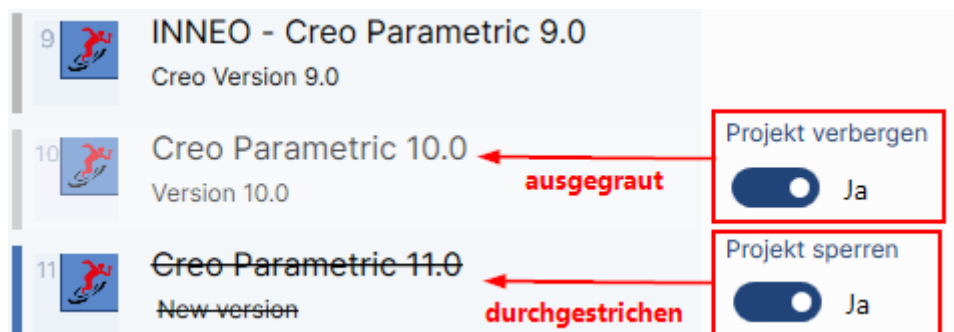 9
INNEO - Creo Parametric 9.0
Creo Version 9.0
10
Creo Parametric 10.0
Version 10.0
ausgegraut
Projekt verbergen
Ja
11
Creo Parametric 11.0
New version
durchgestrichen
Projekt sperren
Ja